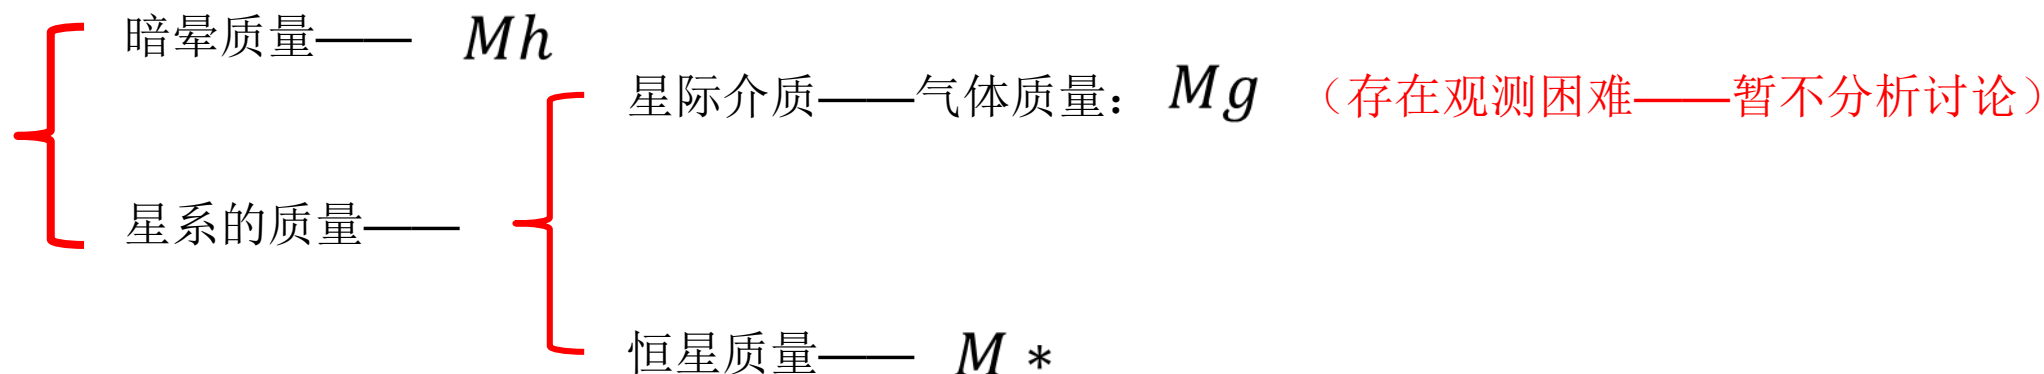 暗晕质量—— Mh
星际介质——气体质量： Mg （存在观测困难——暂不分析讨论）
星系的质量——
恒星质量—— M *